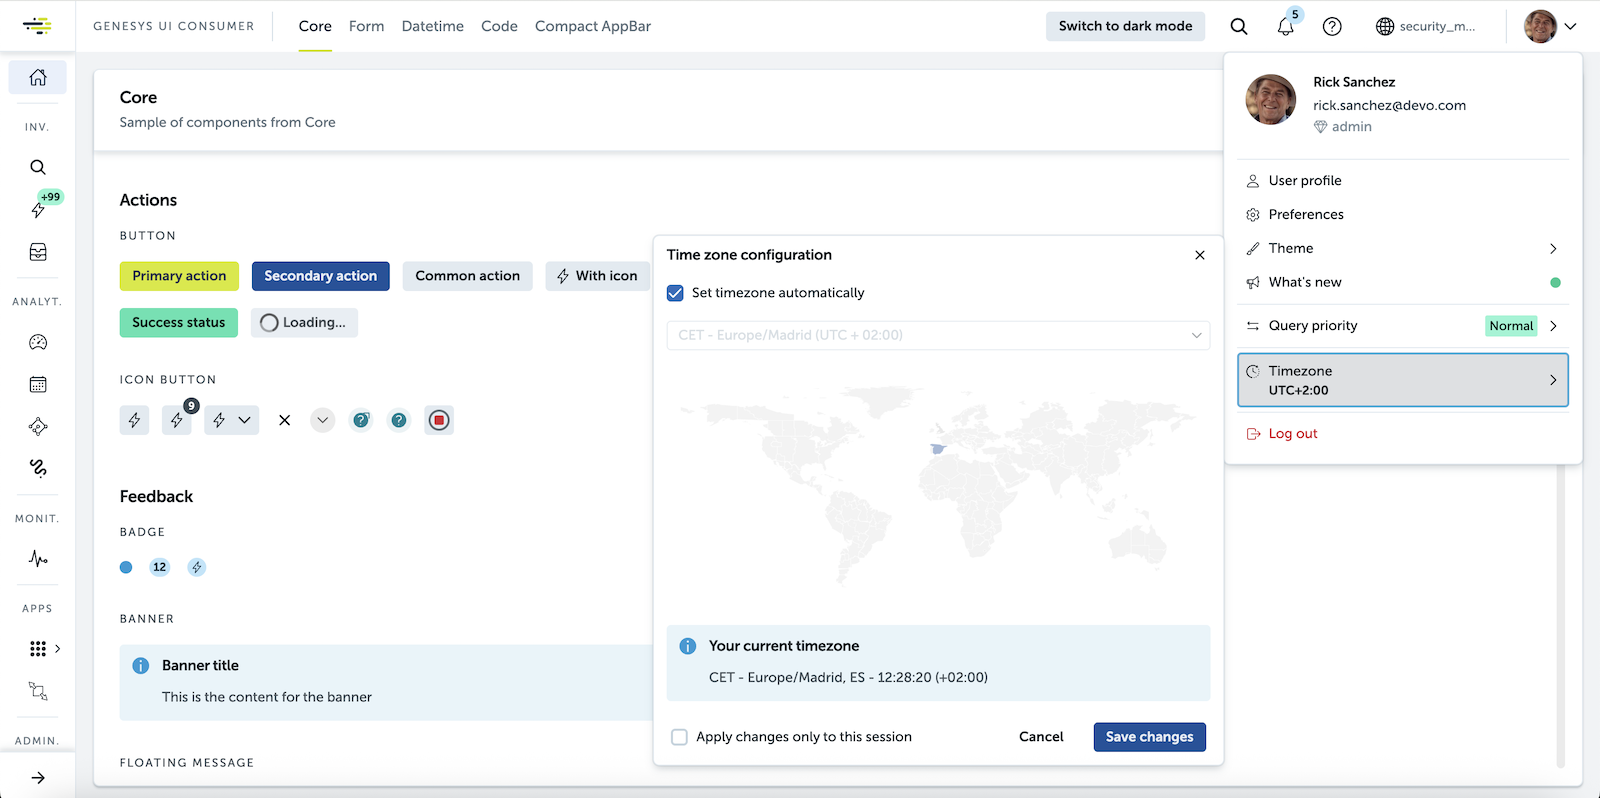 GENESYS UI CONSUMER
Core
Form
Datetime
Code
Compact AppBar
Switch to dark mode
5
security_m...
INV.
+99
ANALYT.
MONIT.
APPS
ADMIN.
Core
Sample of components from Core
Actions
BUTTON
Primary action
Secondary action
Common action
With icon
Success status
Loading...
ICON BUTTON
9
?
?
Feedback
BADGE
12
BANNER
Banner title
This is the content for the banner
FLOATING MESSAGE
Time zone configuration
Set timezone automatically
CET - Europe/Madrid (UTC + 02:00)
Your current timezone
CET - Europe/Madrid, ES - 12:28:20 (+02:00)
Apply changes only to this session
Cancel
Save changes
Rick Sanchez
rick.sanchez@devo.com
admin
User profile
Preferences
Theme
What's new
Query priority
Normal
Timezone
UTC+2:00
Log out